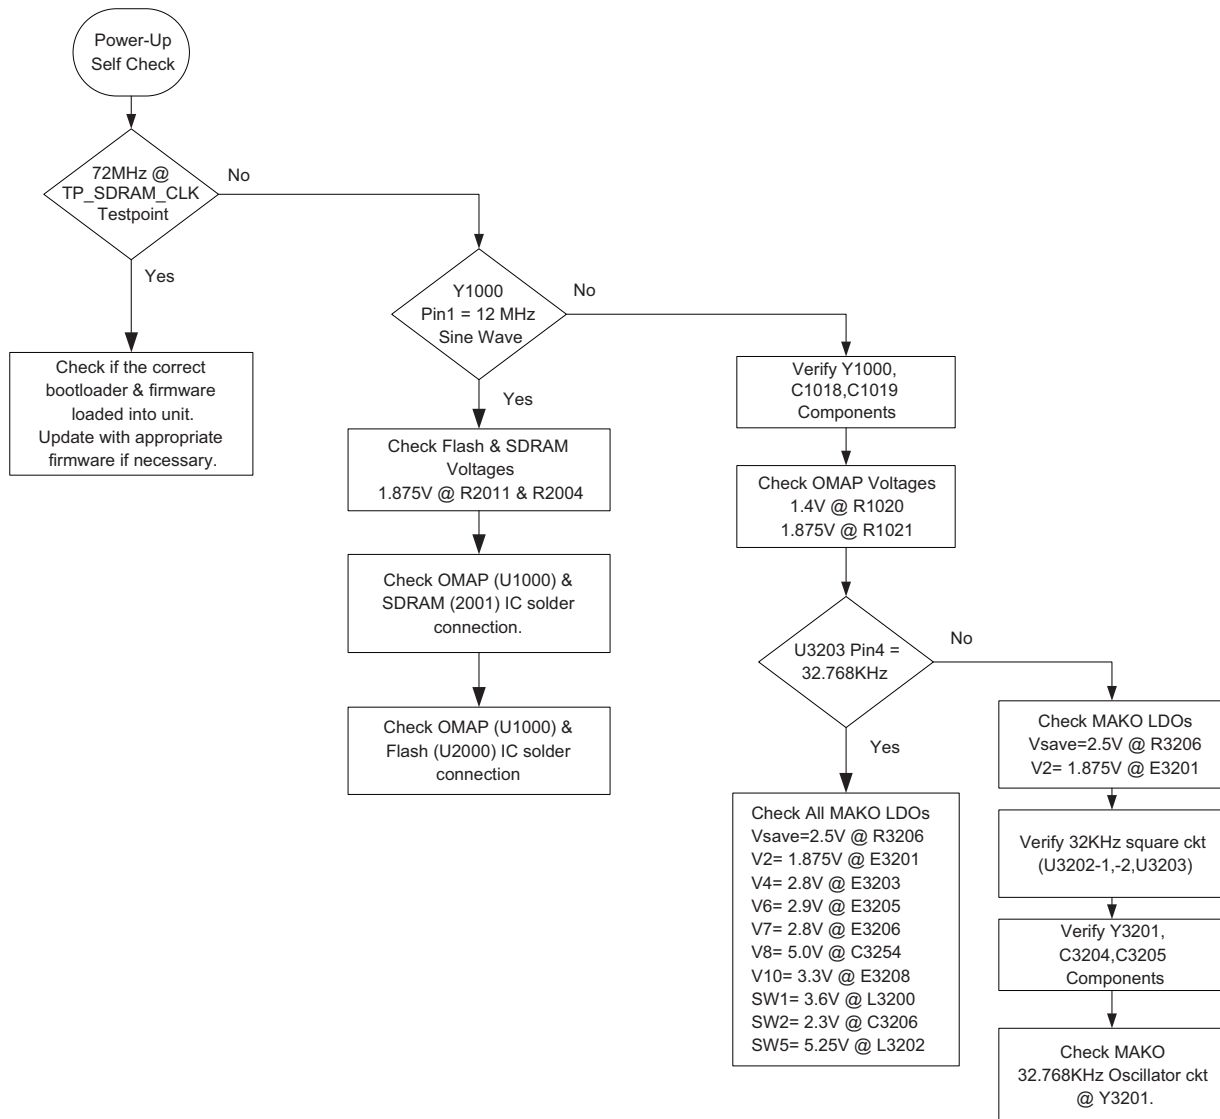 Power-Up
Self Check
72MHz @
TP_SDRAM_CLK
Testpoint
No
Yes
Check if the correct
bootloader & firmware
loaded into unit.
Update with appropriate
firmware if necessary.
Y1000
Pin1 = 12 MHz
Sine Wave
No
Yes
Check Flash & SDRAM
Voltages
1.875V @ R2011 & R2004
Check OMAP (U1000) &
SDRAM (2001) IC solder
connection.
Check OMAP (U1000) &
Flash (U2000) IC solder
connection
Verify Y1000,
C1018,C1019
Components
Check OMAP Voltages
1.4V @ R1020
1.875V @ R1021
U3203 Pin4 =
32.768KHz
No
Yes
Check All MAKO LDOs
Vsave=2.5V @ R3206
V2= 1.875V @ E3201
V4= 2.8V @ E3203
V6= 2.9V @ E3205
V7= 2.8V @ E3206
V8= 5.0V @ C3254
V10= 3.3V @ E3208
SW1= 3.6V @ L3200
SW2= 2.3V @ C3206
SW5= 5.25V @ L3202
Check MAKO LDOs
Vsave=2.5V @ R3206
V2= 1.875V @ E3201
Verify 32KHz square ckt
(U3202-1,-2,U3203)
Verify Y3201,
C3204,C3205
Components
Check MAKO
32.768KHz Oscillator ckt
@ Y3201.